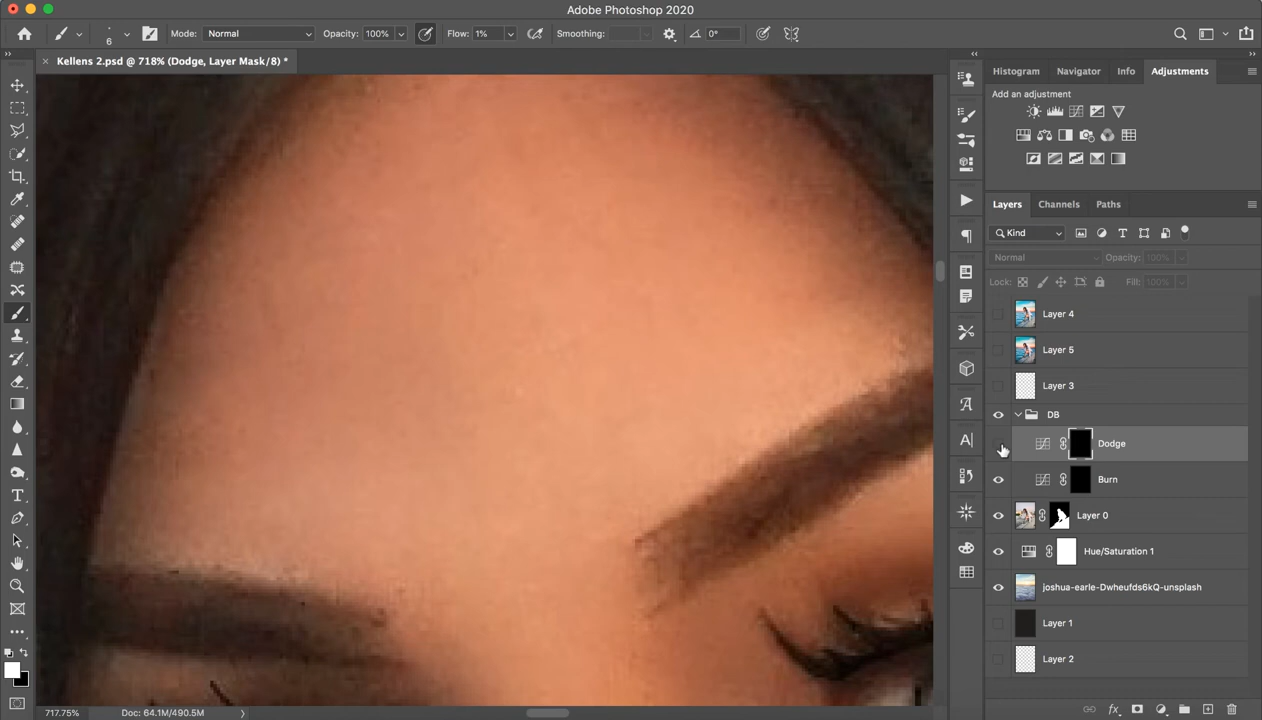 Adobe Photoshop 2020
6 Mode: Normal Opacity: 100% Flow: 1% Smoothing: 0°
Kellens 2.psd @ 718% (Dodge, Layer Mask/8) *
Histogram Navigator Info Adjustments
Add an adjustment
Layers Channels Paths
Kind
Normal Opacity: 100%
Lock: Fill: 100%
Layer 4
Layer 5
Layer 3
DB
Dodge
Burn
Layer 0
Hue/Saturation 1
joshua-earle-Dwheufds6kQ-unsplash
Layer 1
Layer 2
717.75% Doc: 64.1M/490.5M